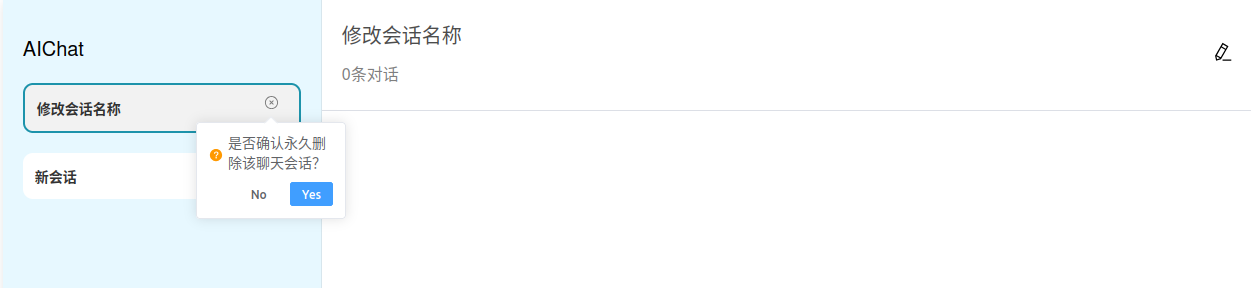 AIChat
修改会话名称
是否确认永久删
除该聊天会话?
No Yes
新会话
修改会话名称
0条对话